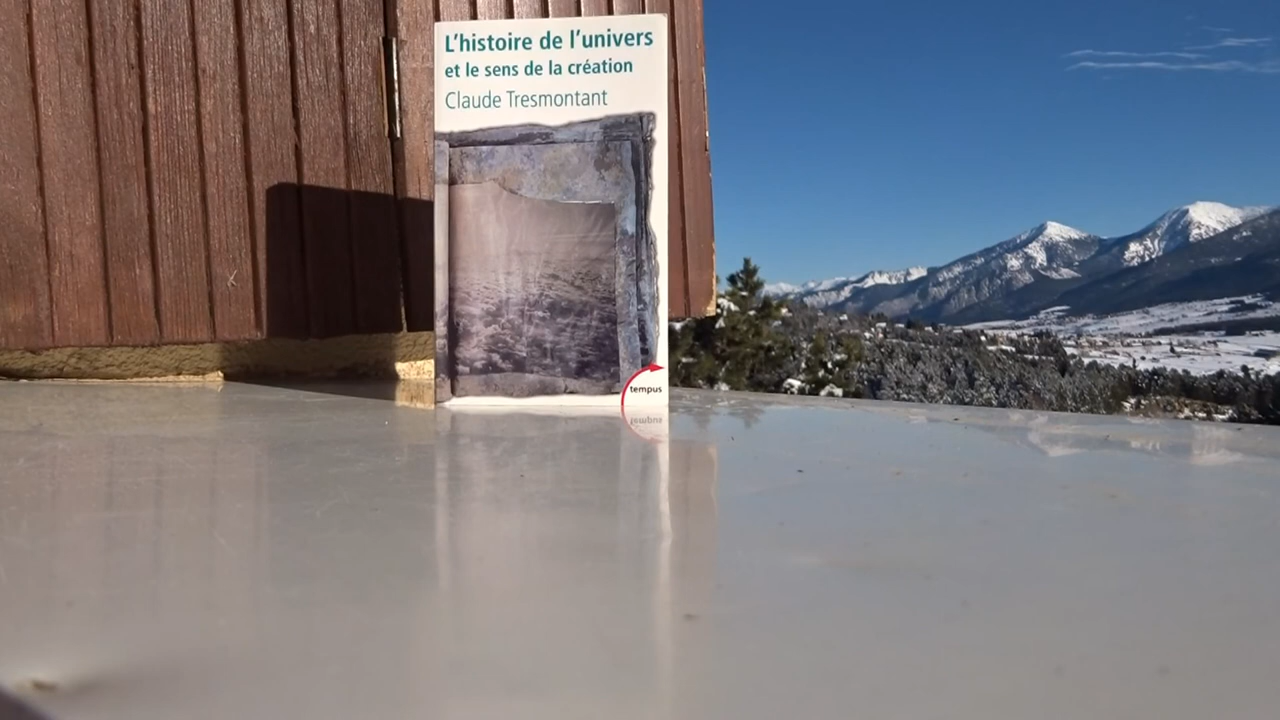 L'histoire de l'univers
et le sens de la création
Claude Tresmontant
tempus